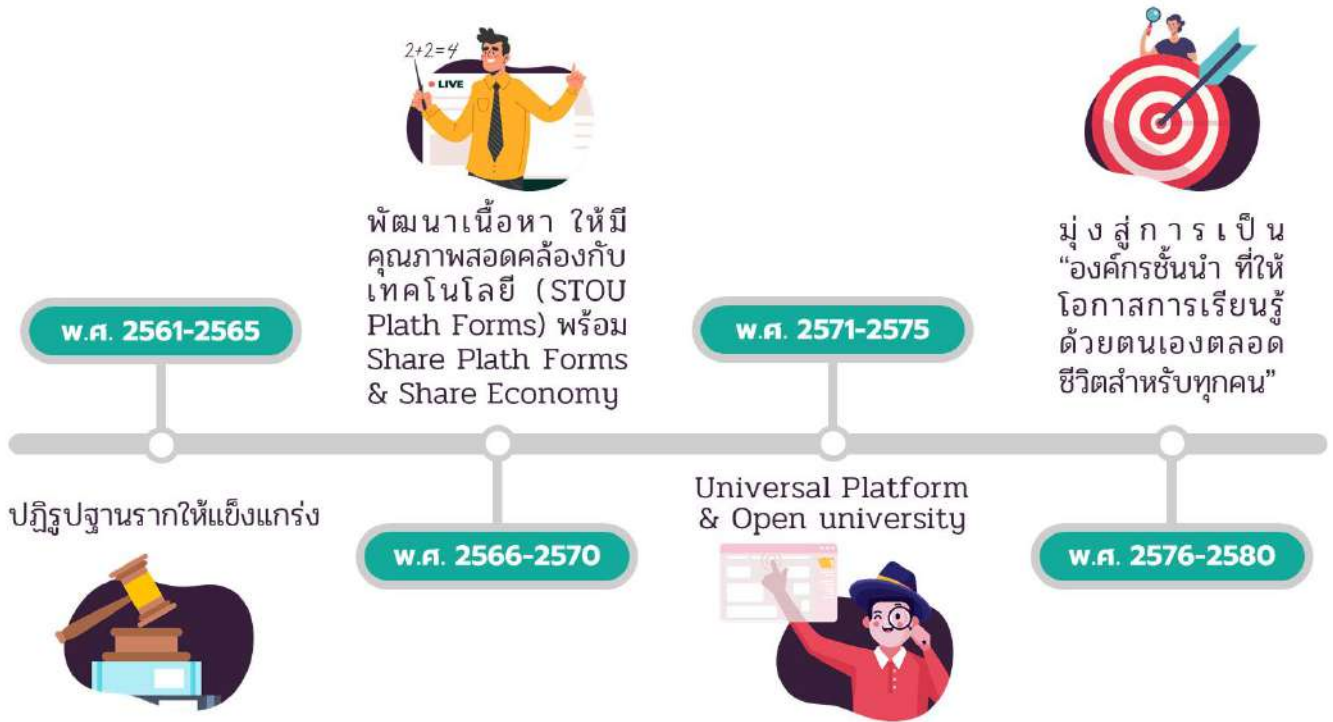 พ.ศ. 2561-2565
ปฏิรูปฐานรากให้แข็งแกร่ง
2+2=4
LIVE
พัฒนาเนื้อหา ให้มี
คุณภาพสอดคล้องกับ
เทคโนโลยี (STOU
Plath Forms) พร้อม
Share Plath Forms
& Share Economy
พ.ศ. 2566-2570
พ.ศ. 2571-2575
Universal Platform
& Open university
มุ่งสู่การเป็น
“องค์กรชั้นนำ ที่ให้
โอกาสการเรียนรู้
ด้วยตนเองตลอด
ชีวิตสำหรับทุกคน”
พ.ศ. 2576-2580